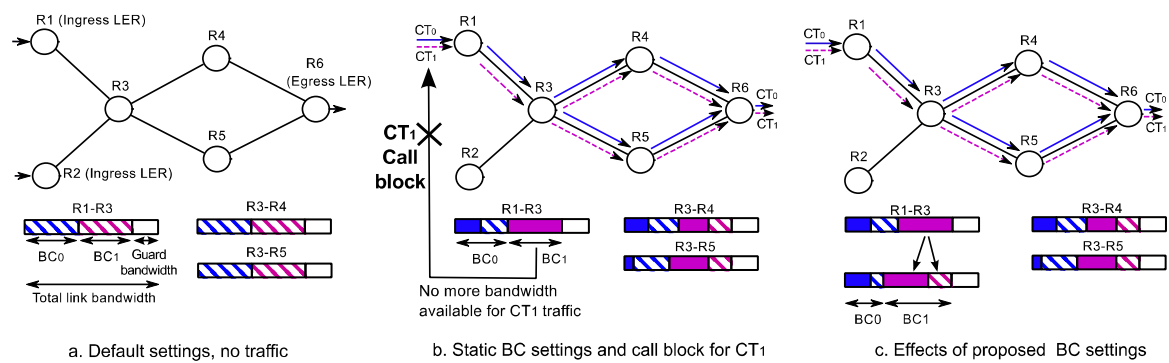 R1 (Ingress LER)
R4
R6
(Egress LER)
R3
R5
R2 (Ingress LER)
R1-R3
BC0
BC1
Guard
bandwidth
Total link bandwidth
R3-R4
R3-R5
a. Default settings, no traffic
CT0
CT1
R1
R4
R3
R6
CT0
CT1
R5
R2
CT1
Call
block
R1-R3
BC0
BC1
No more bandwidth
available for CT1 traffic
R3-R4
R3-R5
b. Static BC settings and call block for CT1
CT0
CT1
R1
R4
R3
R6
CT0
CT1
R5
R2
R1-R3
BC0
BC1
R3-R4
R3-R5
c. Effects of proposed BC settings